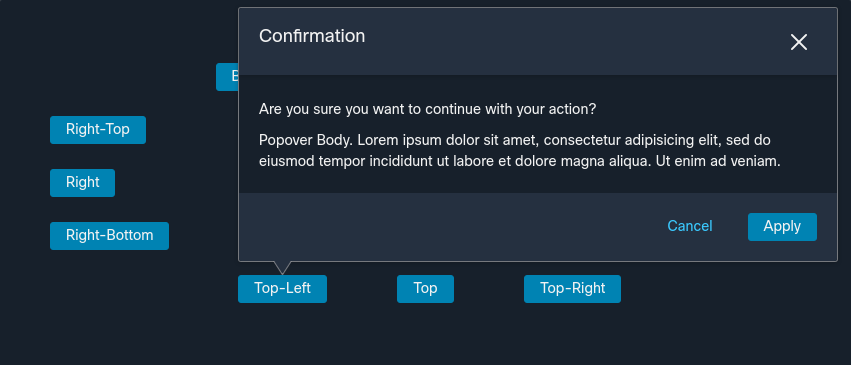 Confirmation
Are you sure you want to continue with your action?
Popover Body. Lorem ipsum dolor sit amet, consectetur adipisicing elit, sed do
eiusmod tempor incididunt ut labore et dolore magna aliqua. Ut enim ad veniam.
Cancel
Apply
Right-Top
Right
Right-Bottom
Top-Left
Top
Top-Right